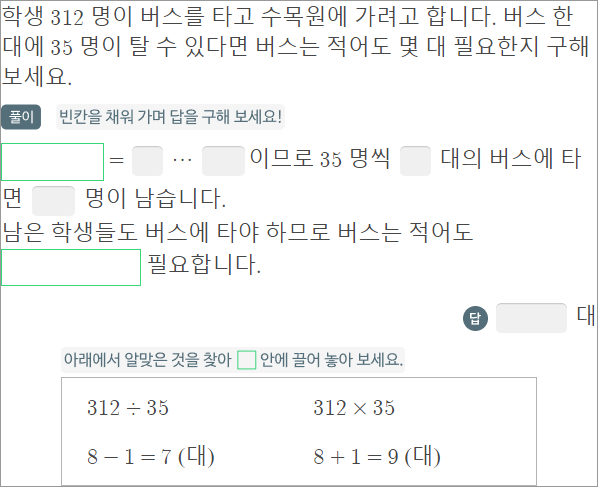 학생 312 명이 버스를 타고 수목원에 가려고 합니다. 버스 한
대에 35 명이 탈 수 있다면 버스는 적어도 몇 대 필요한지 구해
보세요.
풀이 빈칸을 채워 가며 답을 구해 보세요!
= ⋯ 이므로 35 명씩 대의 버스에 타
면 명이 남습니다.
남은 학생들도 버스에 타야 하므로 버스는 적어도
필요합니다.
답 대
아래에서 알맞은 것을 찾아 안에 끌어 놓아 보세요.
312 ÷ 35 312 × 35
8 − 1 = 7 (대) 8 + 1 = 9 (대)